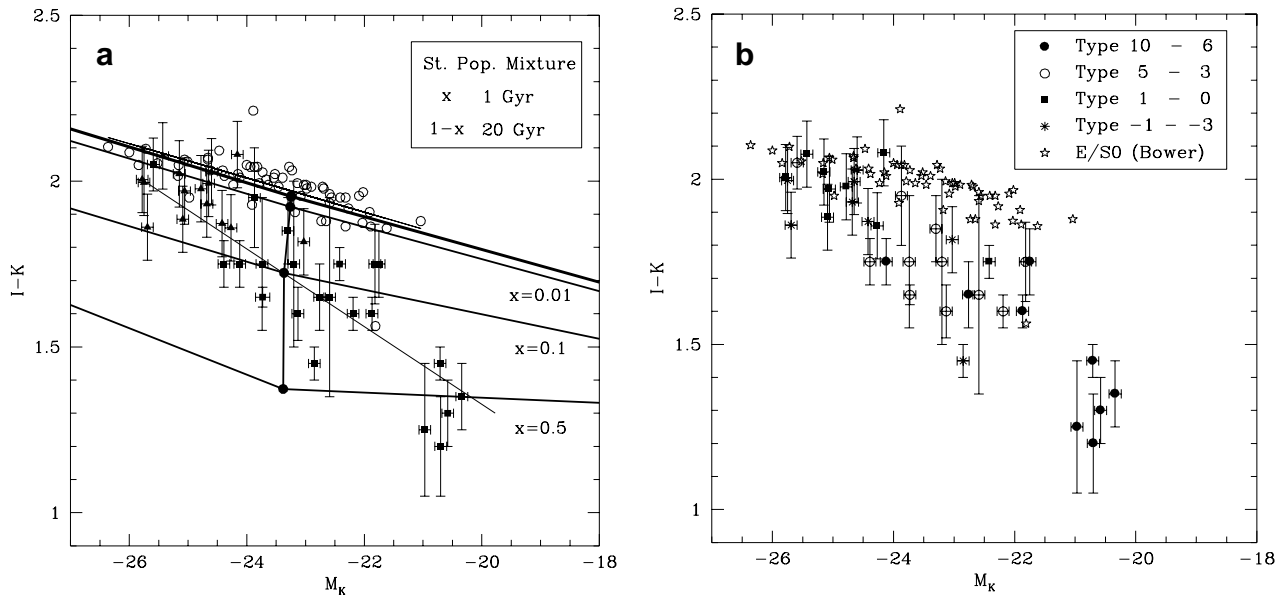 a
St. Pop. Mixture
x 1 Gyr
1−x 20 Gyr
2.5
2
1.5
1
I−K
x=0.01
x=0.1
x=0.5
−26 −24 −22 −20 −18
M_K
b
Type 10 − 6
Type 5 − 3
Type 1 − 0
Type −1 − −3
E/S0 (Bower)
2.5
2
1.5
1
I−K
−26 −24 −22 −20 −18
M_K